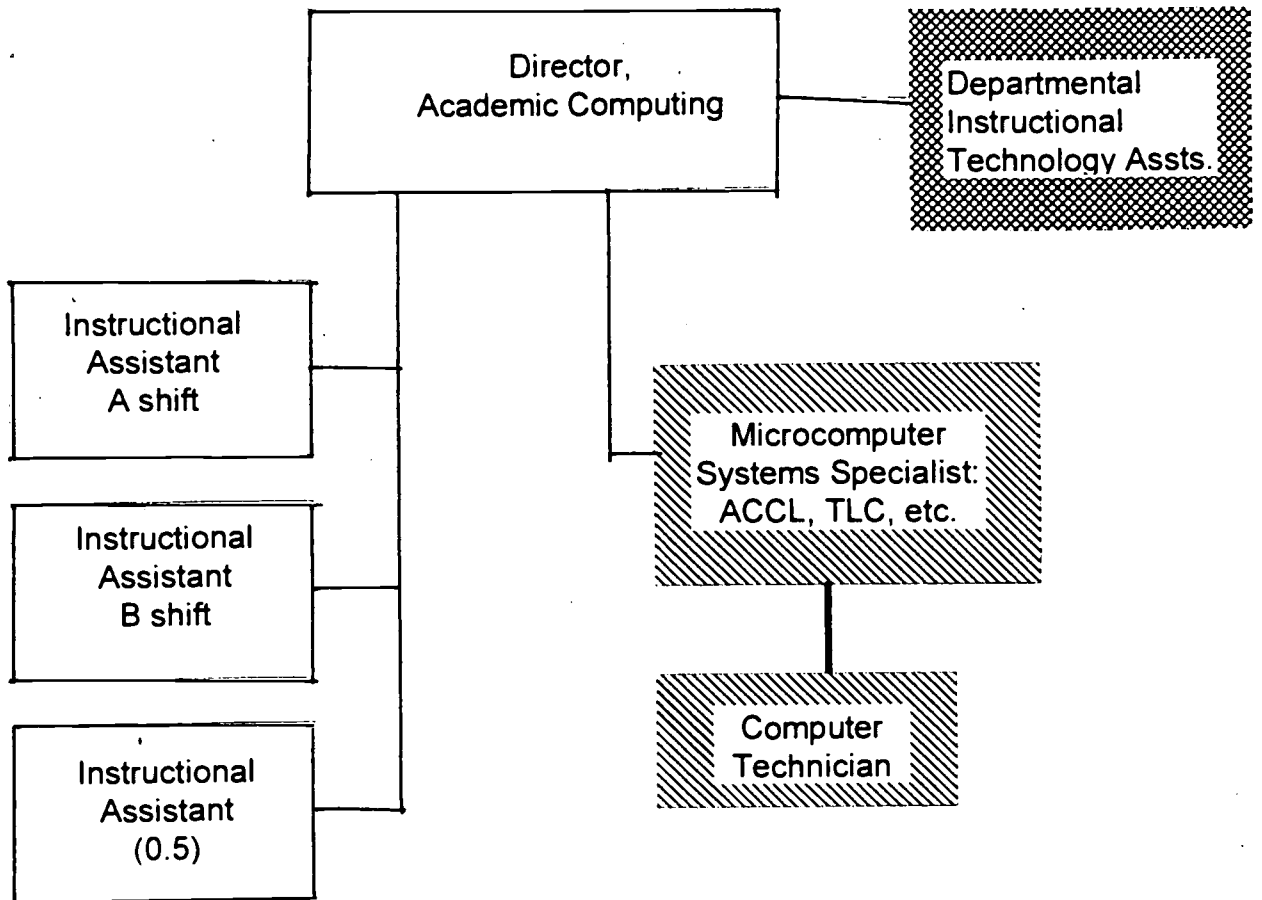 Director,
Academic Computing
Departmental
Instructional
Technology Assts.
Instructional
Assistant
A shift
Microcomputer
Systems Specialist:
ACCL, TLC, etc.
Instructional
Assistant
B shift
Computer
Technician
Instructional
Assistant
(0.5)